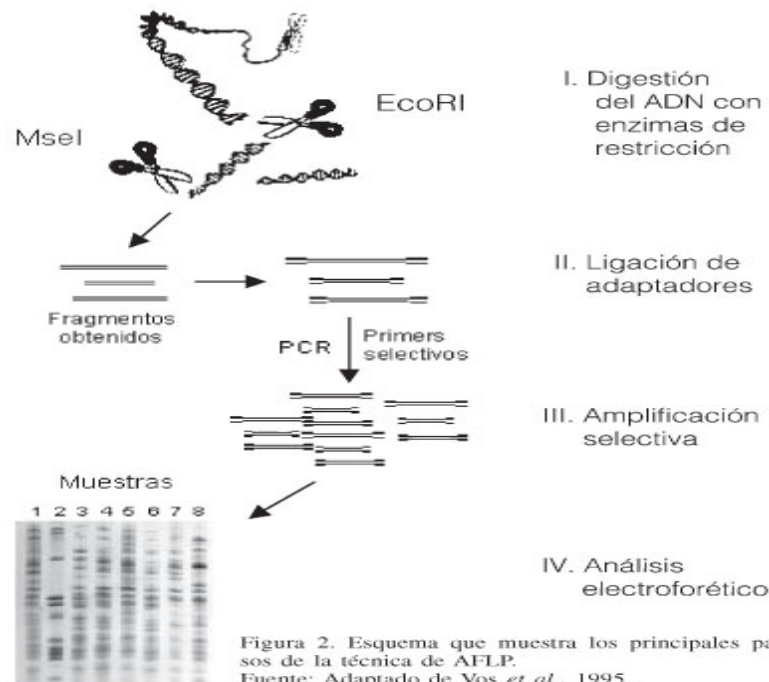 EcoRI
MseI
I. Digestión
del ADN con
enzimas de
restricción
II. Ligación de
adaptadores
Fragmentos
obtenidos
PCR
Primers
selectivos
III. Amplificación
selectiva
Muestras
1 2 3 4 5 6 7 8
IV. Análisis
electroforético
Figura 2. Esquema que muestra los principales pa-
sos de la técnica de AFLP.
Fuente: Adaptado de Vos et al., 1995.